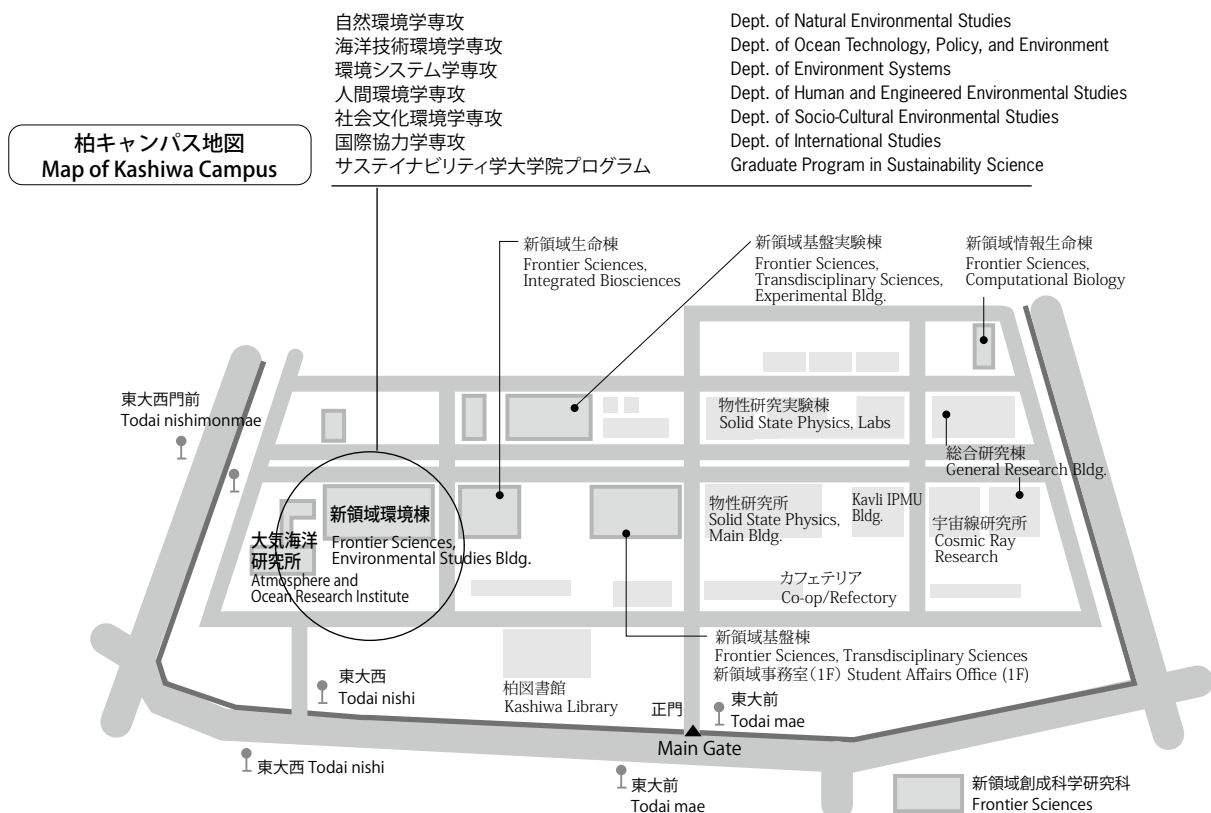 自然環境学専攻 Dept. of Natural Environmental Studies
海洋技術環境学専攻 Dept. of Ocean Technology, Policy, and Environment
環境システム学専攻 Dept. of Environment Systems
人間環境学専攻 Dept. of Human and Engineered Environmental Studies
社会文化環境学専攻 Dept. of Socio-Cultural Environmental Studies
国際協力学専攻 Dept. of International Studies
サステイナビリティ学大学院プログラム Graduate Program in Sustainability Science
柏キャンパス地図
Map of Kashiwa Campus
新領域生命棟
Frontier Sciences,
Integrated Biosciences
新領域基盤実験棟
Frontier Sciences,
Transdisciplinary Sciences,
Experimental Bldg.
新領域情報生命棟
Frontier Sciences,
Computational Biology
東大西門前
Todai nishimonmae
物性研究実験棟
Solid State Physics, Labs
総合研究棟
General Research Bldg.
新領域環境棟
Frontier Sciences,
Environmental Studies Bldg.
大気海洋
研究所
Atmosphere and
Ocean Research Institute
物性研究所
Solid State Physics,
Main Bldg.
Kavli IPMU
Bldg.
宇宙線研究所
Cosmic Ray
Research
カフェテリア
Co-op/Refectory
新領域基盤棟
Frontier Sciences, Transdisciplinary Sciences
新領域事務室(1F) Student Affairs Office (1F)
東大西
Todai nishi
柏図書館
Kashiwa Library
正門
Main Gate
東大前
Todai mae
東大西 Todai nishi
東大前
Todai mae
新領域創成科学研究科
Frontier Sciences